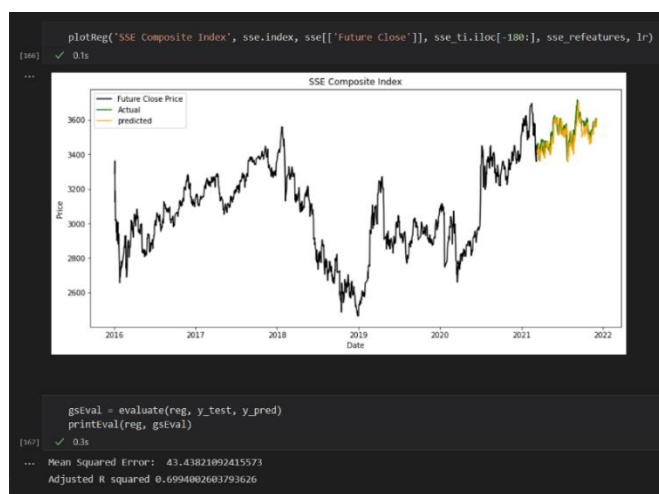 plotReg('SSE Composite Index', sse.index, sse[['Future Close']], sse_ti.iloc[-180:], sse_refeatures, lr)
[166] ✓ 0.1s
...
SSE Composite Index
Future Close Price
Actual
predicted
3600
3400
3200
3000
2800
2600
Price
2016 2017 2018 2019 2020 2021 2022
Date
gsEval = evaluate(reg, y_test, y_pred)
printEval(reg, gsEval)
[167] ✓ 0.3s
... Mean Squared Error: 43.43821092415573
Adjusted R squared 0.6994002603793626